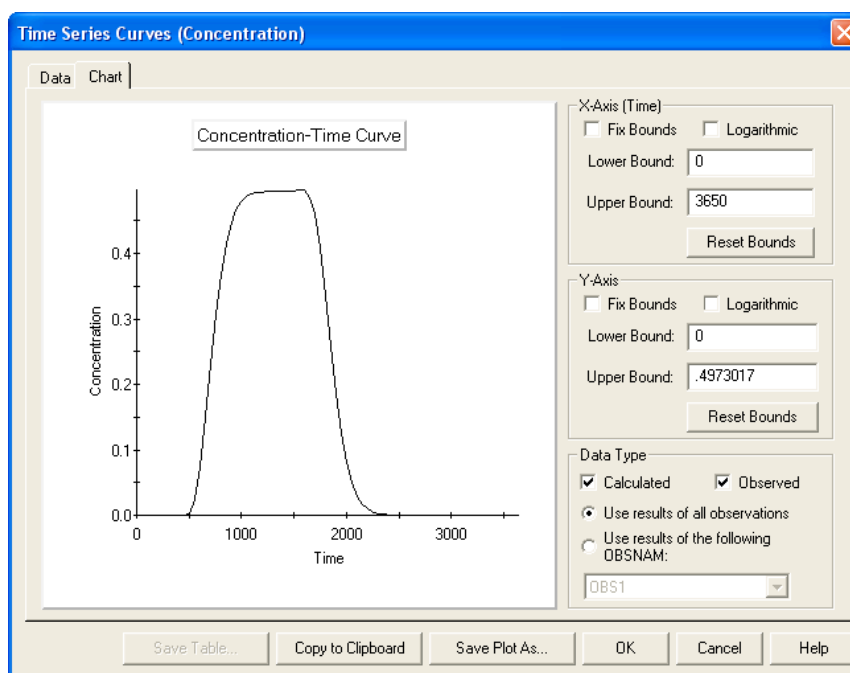 Time Series Curves (Concentration)
Data Chart
Concentration-Time Curve
Concentration
0.4
0.3
0.2
0.1
0.0
0 1000 2000 3000
Time
X-Axis (Time)
Fix Bounds Logarithmic
Lower Bound: 0
Upper Bound: 3650
Reset Bounds
Y-Axis
Fix Bounds Logarithmic
Lower Bound: 0
Upper Bound: .4973017
Reset Bounds
Data Type
Calculated Observed
Use results of all observations
Use results of the following
OBSNAM:
OBS1
Save Table... Copy to Clipboard Save Plot As... OK Cancel Help